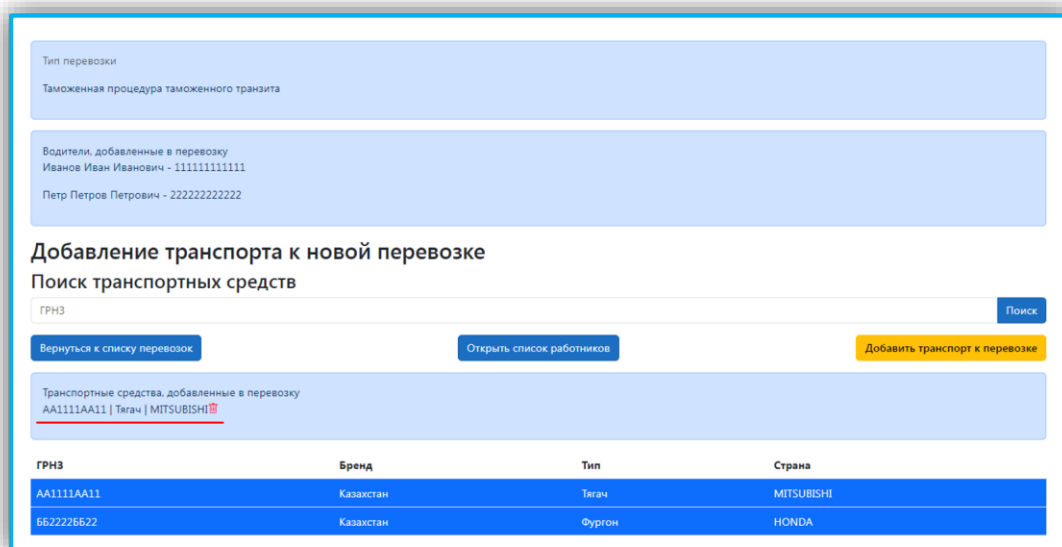 Тип перевозки
Таможенная процедура таможенного транзита
Водители, добавленные в перевозку
Иванов Иван Иванович - 111111111111
Петр Петров Петрович - 222222222222
Добавление транспорта к новой перевозке
Поиск транспортных средств
ГРНЗ Поиск
Вернуться к списку перевозок Открыть список работников Добавить транспорт к перевозке
Транспортные средства, добавленные в перевозку
АА1111АА11 | Тягач | MITSUBISHI
ГРНЗ Бренд Тип Страна
АА1111АА11 Казахстан Тягач MITSUBISHI
ББ2222ББ22 Казахстан Фургон HONDA